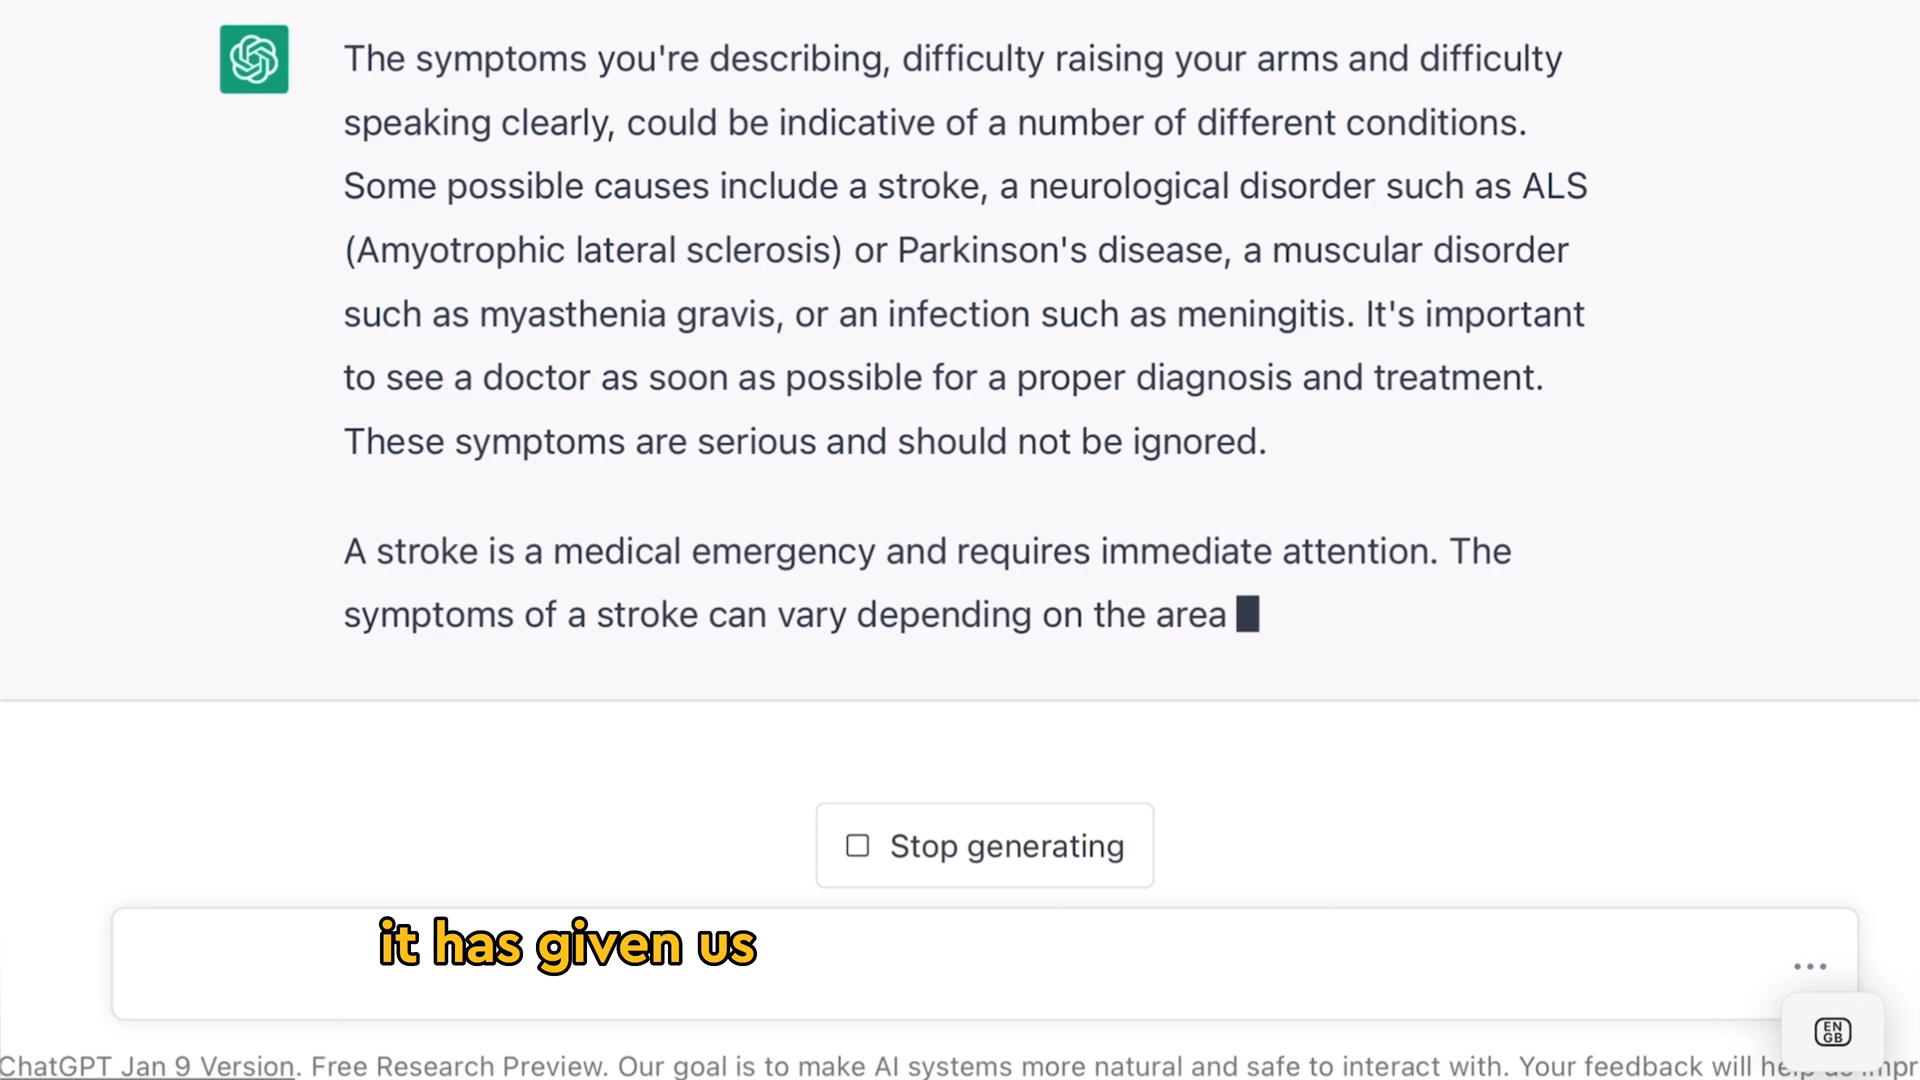 The symptoms you're describing, difficulty raising your arms and difficulty
speaking clearly, could be indicative of a number of different conditions.
Some possible causes include a stroke, a neurological disorder such as ALS
(Amyotrophic lateral sclerosis) or Parkinson's disease, a muscular disorder
such as myasthenia gravis, or an infection such as meningitis. It's important
to see a doctor as soon as possible for a proper diagnosis and treatment.
These symptoms are serious and should not be ignored.
A stroke is a medical emergency and requires immediate attention. The
symptoms of a stroke can vary depending on the area
Stop generating
it has given us
...
EN
GB
ChatGPT Jan 9 Version. Free Research Preview. Our goal is to make AI systems more natural and safe to interact with. Your feedback will